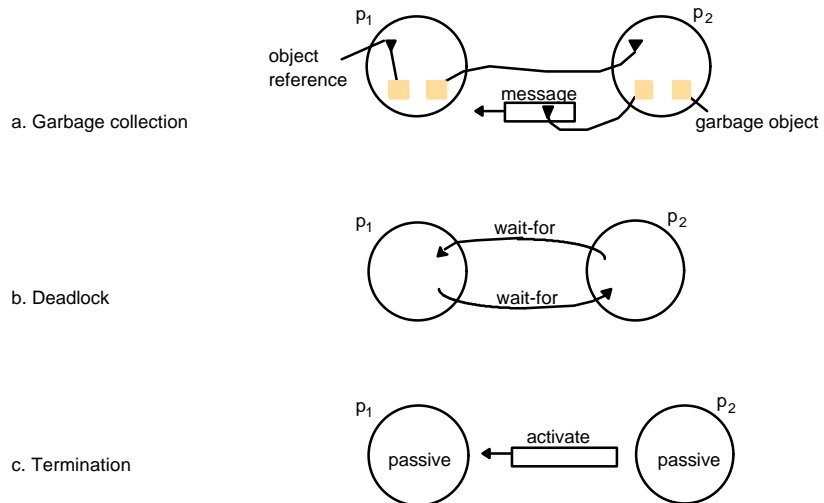 p1
p2
object
reference
message
a. Garbage collection
garbage object
p1
p2
wait-for
b. Deadlock
wait-for
p1
p2
activate
c. Termination
passive
passive